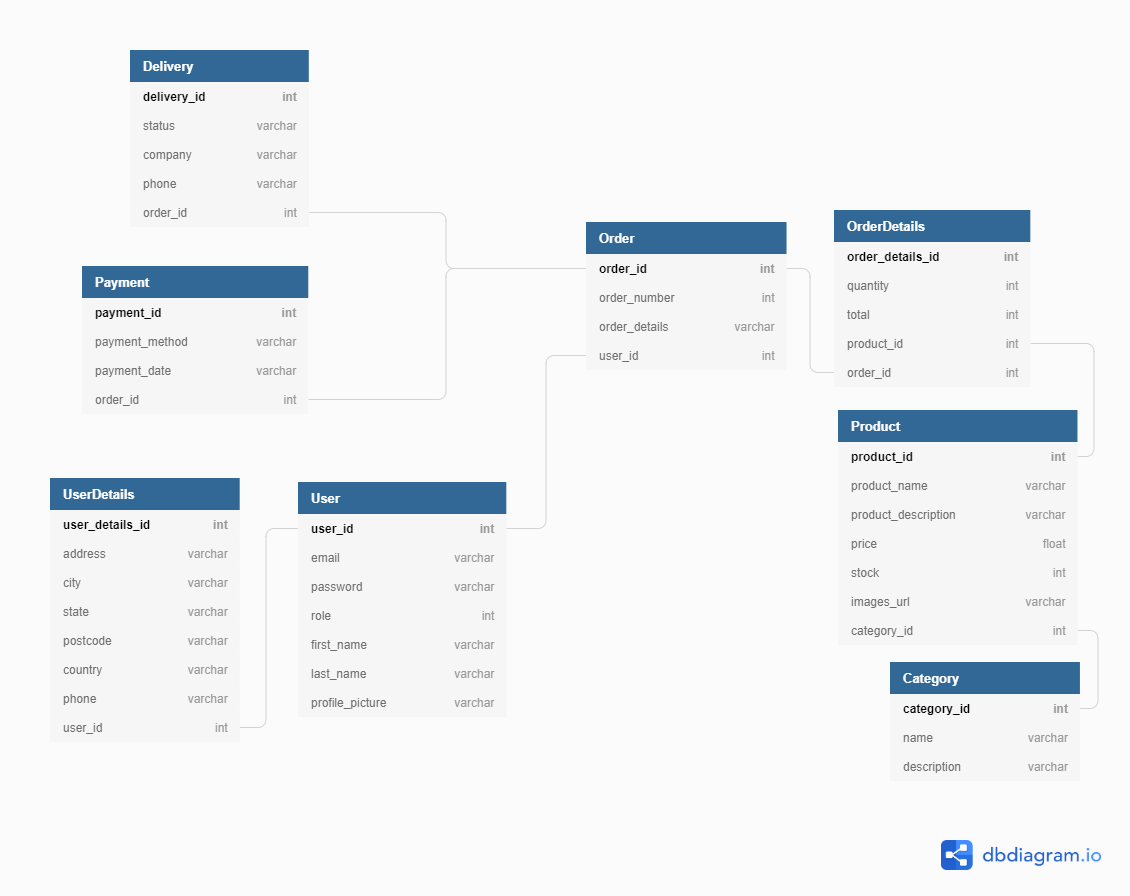 Delivery
delivery_id int
status varchar
company varchar
phone varchar
order_id int
Payment
payment_id int
payment_method varchar
payment_date varchar
order_id int
Order
order_id int
order_number int
order_details varchar
user_id int
OrderDetails
order_details_id int
quantity int
total int
product_id int
order_id int
Product
product_id int
product_name varchar
product_description varchar
price float
stock int
images_url varchar
category_id int
UserDetails
user_details_id int
address varchar
city varchar
state varchar
postcode varchar
country varchar
phone varchar
user_id int
User
user_id int
email varchar
password varchar
role int
first_name varchar
last_name varchar
profile_picture varchar
Category
category_id int
name varchar
description varchar
dbdiagram.io